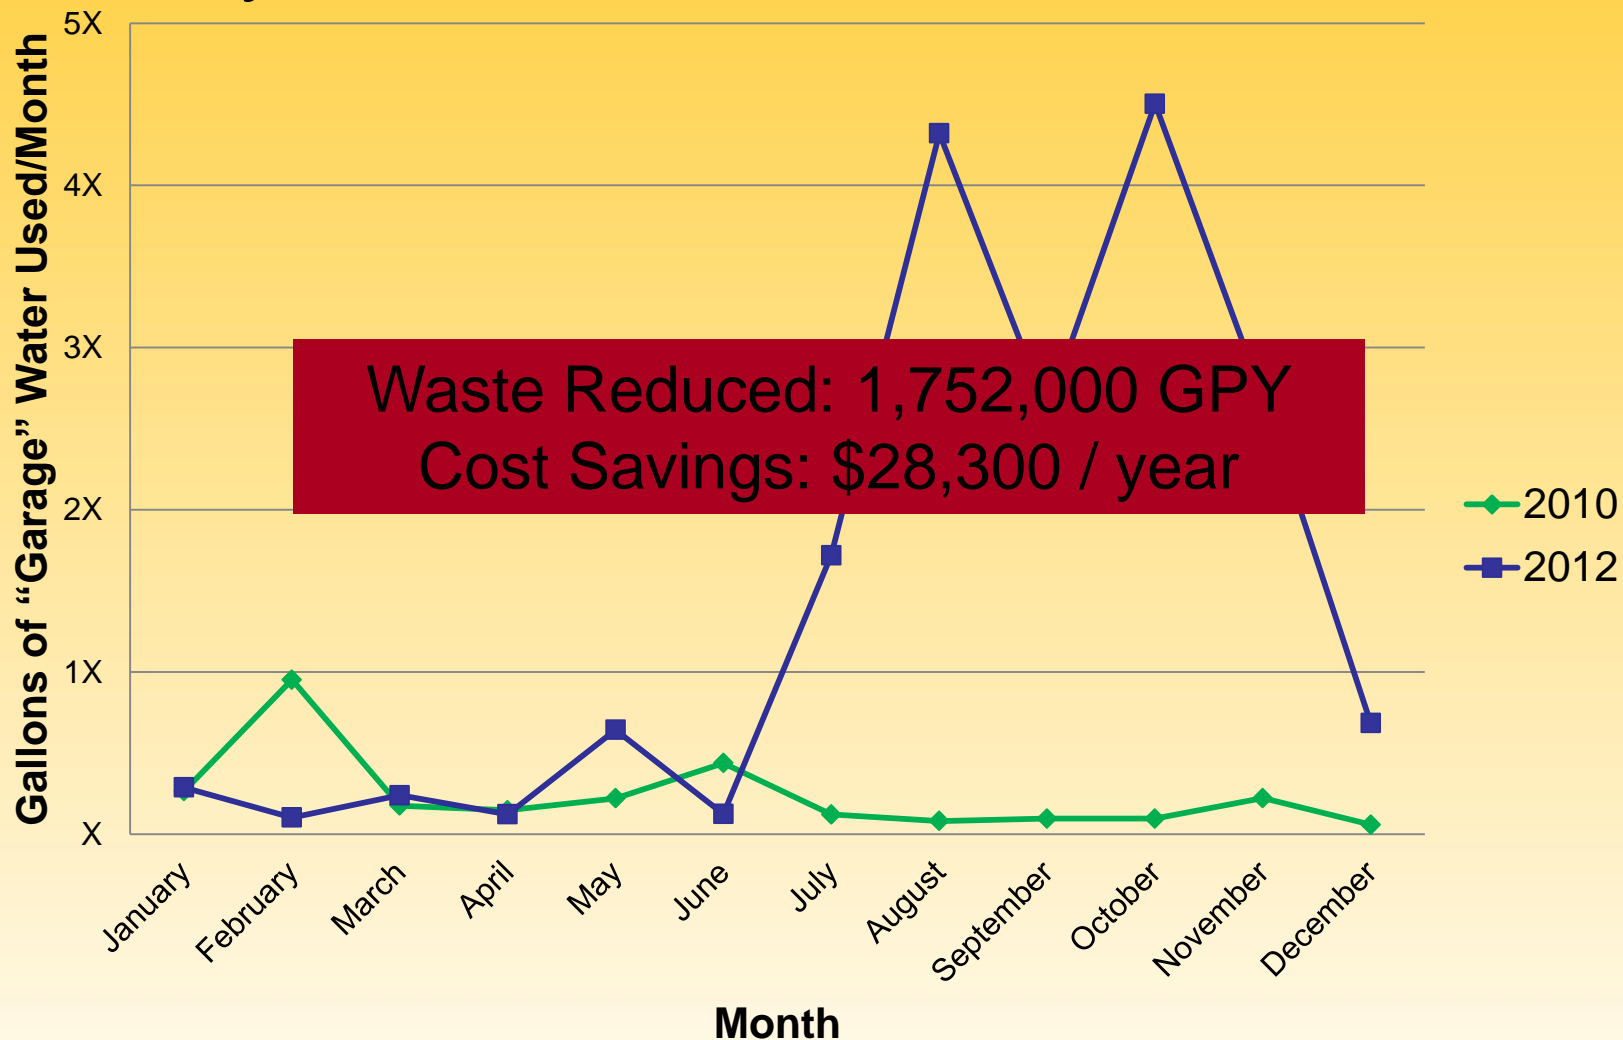 5X
4X
3X
2X
1X
X
Gallons of “Garage” Water Used/Month
Waste Reduced: 1,752,000 GPY
Cost Savings: $28,300 / year
2010
2012
January
February
March
April
May
June
July
August
September
October
November
December
Month